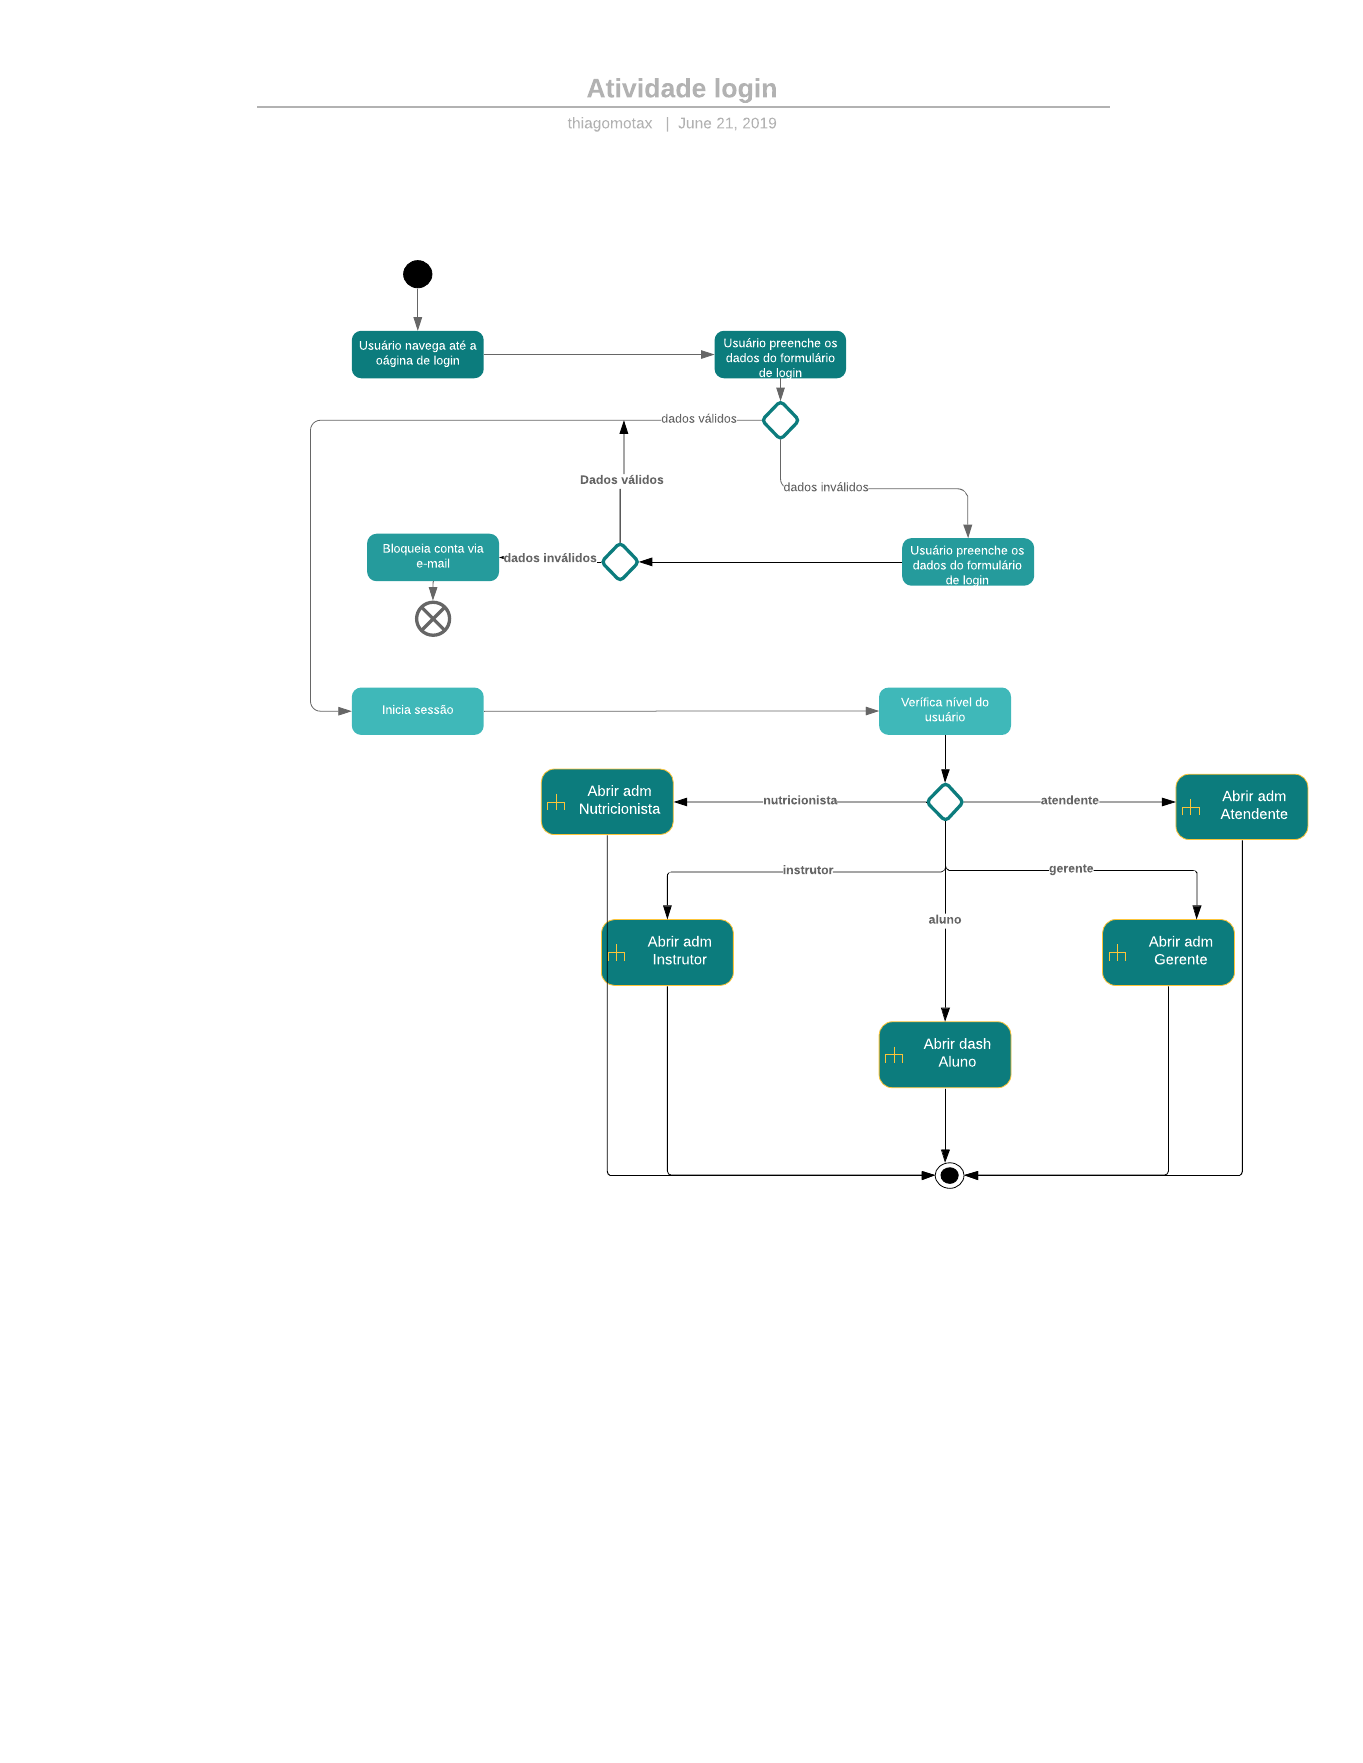 Atividade login
thiagomotax | June 21, 2019
Usuário navega até a
oágina de login
Usuário preenche os
dados do formulário
de login
dados válidos
Dados válidos
dados inválidos
Bloqueia conta via
e-mail
dados inválidos
Usuário preenche os
dados do formulário
de login
Inicia sessão
Verífica nível do
usuário
Abrir adm
Nutricionista
nutricionista
atendente
Abrir adm
Atendente
instrutor
gerente
aluno
Abrir adm
Instrutor
Abrir adm
Gerente
Abrir dash
Aluno